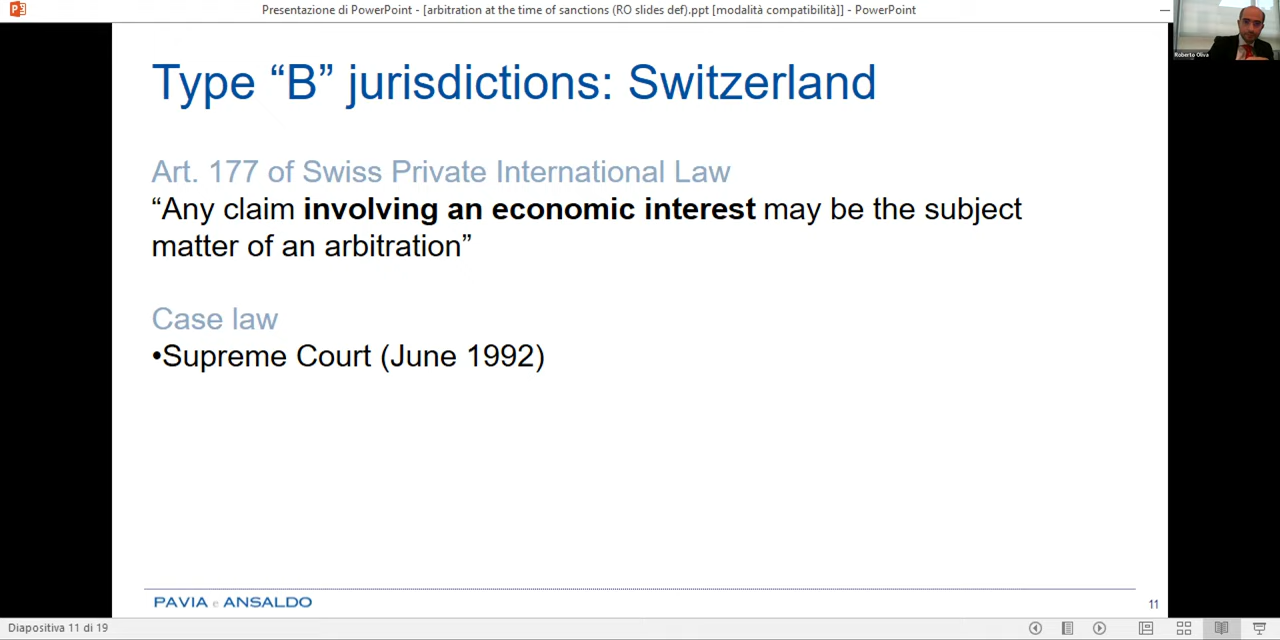 Presentazione di PowerPoint - [arbitration at the time of sanctions (RO slides def).ppt [modalità compatibilità]] - PowerPoint
Roberto Oliva
Type “B” jurisdictions: Switzerland
Art. 177 of Swiss Private International Law
“Any claim involving an economic interest may be the subject
matter of an arbitration”
Case law
•Supreme Court (June 1992)
PAVIA e ANSALDO
11
Diapositiva 11 di 19